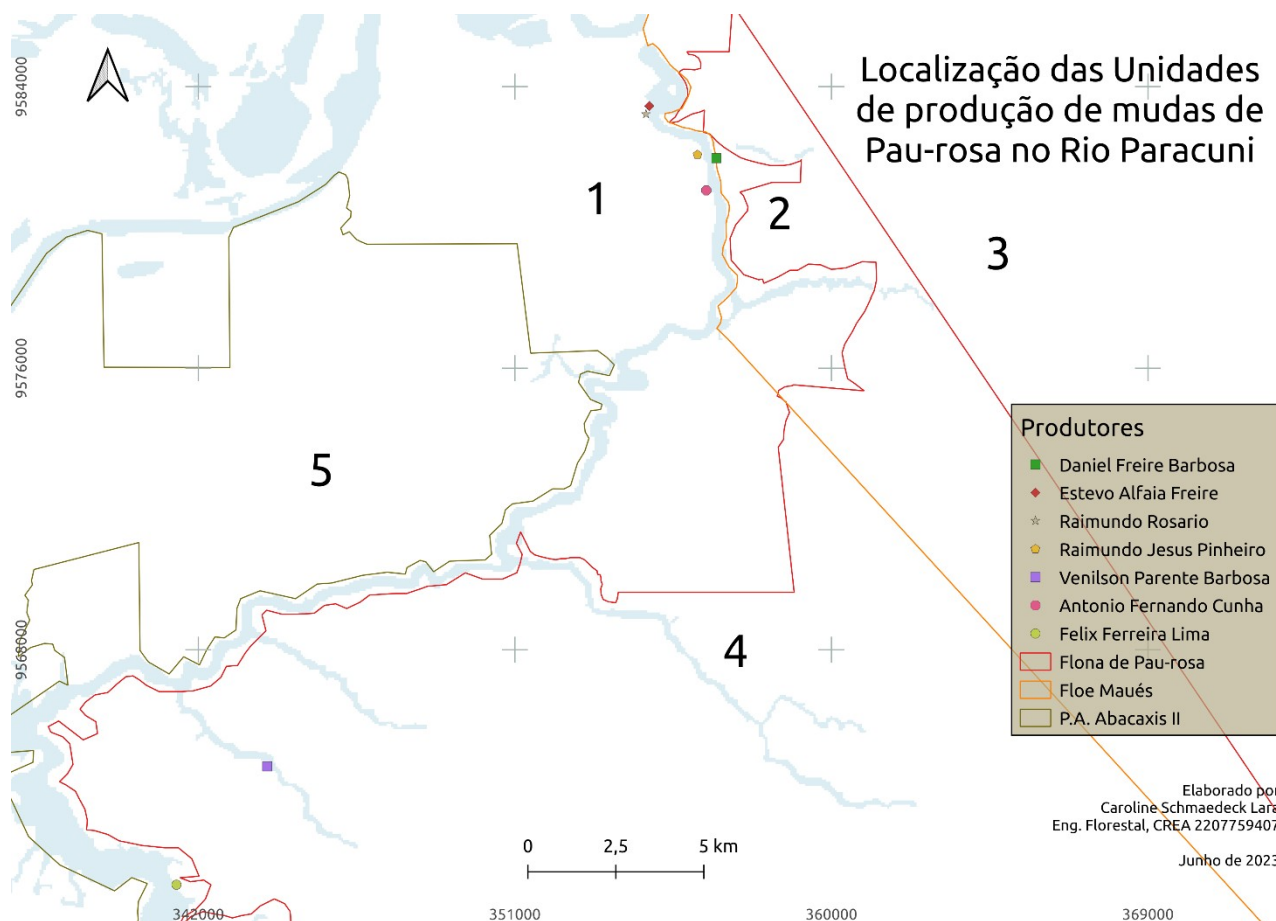 Localização das Unidades
de produção de mudas de
Pau-rosa no Rio Paracuni
9584000
9576000
9568000
1
2
3
5
4
Produtores
Daniel Freire Barbosa
Estevo Alfaia Freire
Raimundo Rosario
Raimundo Jesus Pinheiro
Venilson Parente Barbosa
Antonio Fernando Cunha
Felix Ferreira Lima
Flona de Pau-rosa
Floe Maués
P.A. Abacaxis II
Elaborado por
Caroline Schmaedeck Lara
Eng. Florestal, CREA 2207759407
Junho de 2023
0 2,5 5 km
342000 351000 360000 369000